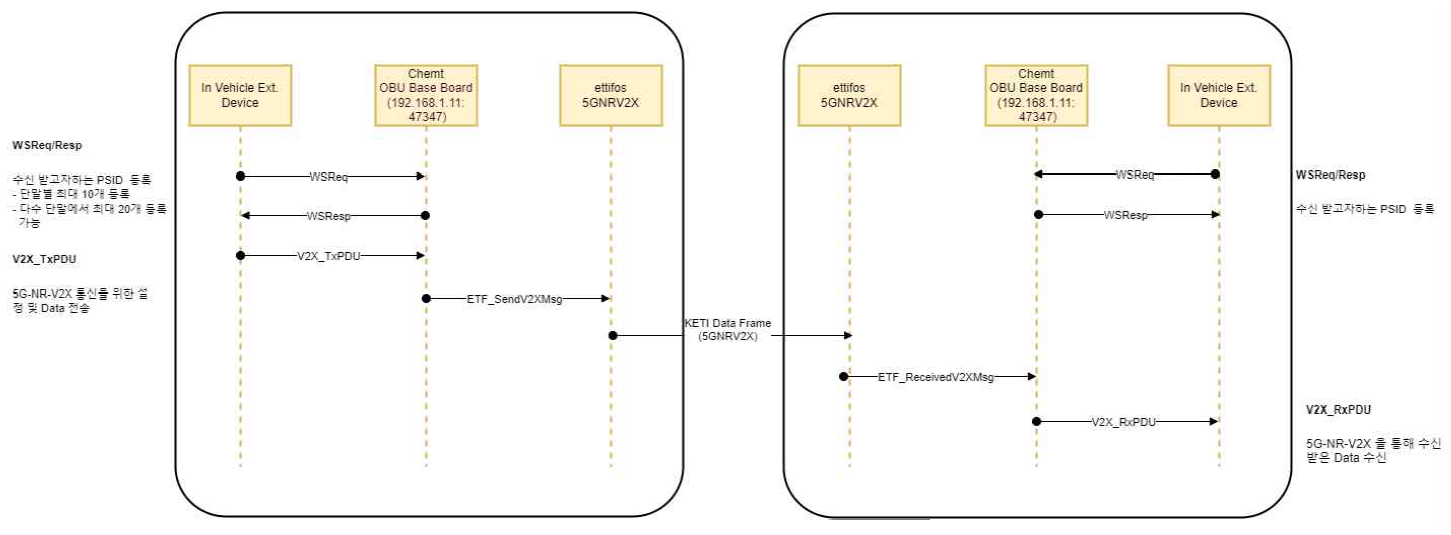 In Vehicle Ext.
Device
Chemt
OBU Base Board
(192.168.1.11:
47347)
ettifos
5GNRV2X
ettifos
5GNRV2X
Chemt
OBU Base Board
(192.168.1.11:
47347)
In Vehicle Ext.
Device
WSReq/Resp
수신 받고자하는 PSID 등록
- 단말별 최대 10개 등록
- 다수 단말에서 최대 20개 등록
가능
V2X_TxPDU
5G-NR-V2X 통신를 위한 설
정 및 Data 전송
WSReq
WSResp
V2X_TxPDU
ETF_SendV2XMsg
KETI Data Frame
(5GNRV2X)
WSReq
WSResp
ETF_ReceivedV2XMsg
V2X_RxPDU
WSReq/Resp
수신 받고자하는 PSID 등록
V2X_RxPDU
5G-NR-V2X 을 통해 수신
받은 Data 수신